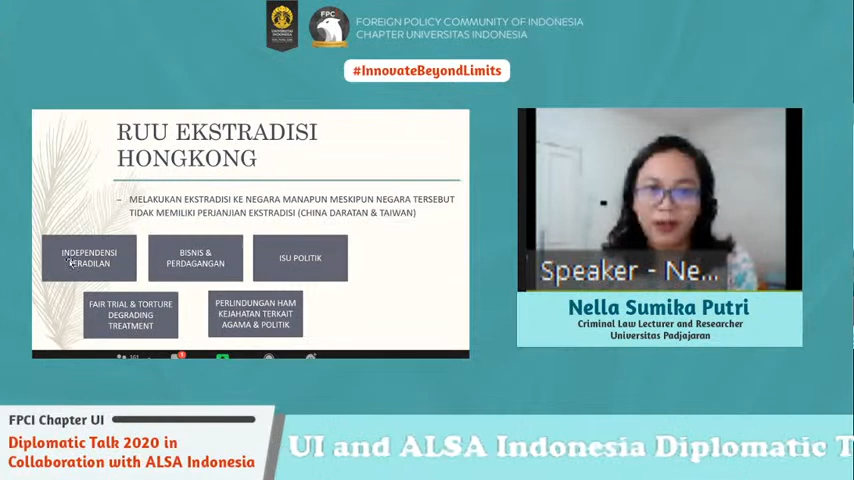 FPC
FOREIGN POLICY COMMUNITY OF INDONESIA
CHAPTER UNIVERSITAS INDONESIA
#InnovateBeyondLimits
RUU EKSTRADISI
HONGKONG
– MELAKUKAN EKSTRADISI KE NEGARA MANAPUN MESKIPUN NEGARA TERSEBUT
TIDAK MEMILIKI PERJANJIAN EKSTRADISI (CHINA DARATAN & TAIWAN)
INDEPENDENSI
PERADILAN
BISNIS &
PERDAGANGAN
ISU POLITIK
FAIR TRIAL & TORTURE
DEGRADING
TREATMENT
PERLINDUNGAN HAM
KEJAHATAN TERKAIT
AGAMA & POLITIK
Speaker - Ne...
Nella Sumika Putri
Criminal Law Lecturer and Researcher
Universitas Padjajaran
FPCI Chapter UI
Diplomatic Talk 2020 in
Collaboration with ALSA Indonesia
UI and ALSA Indonesia Diplomatic T